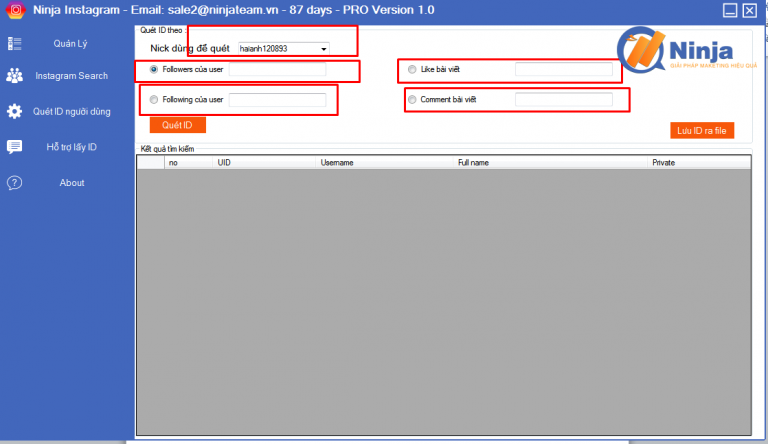 Ninja Instagram - Email: sale2@ninjateam.vn - 87 days - PRO Version 1.0
Quản Lý
Instagram Search
Quét ID người dùng
Hỗ trợ lấy ID
About
Quét ID theo :
Nick dùng để quét haianh120893
Followers của user
Like bài viết
Following của user
Comment bài viết
Quét ID
Lưu ID ra file
Ninja
GIẢI PHÁP MARKETING HIỆU QUẢ
Kết quả tìm kiếm
no UID Username Full name Private